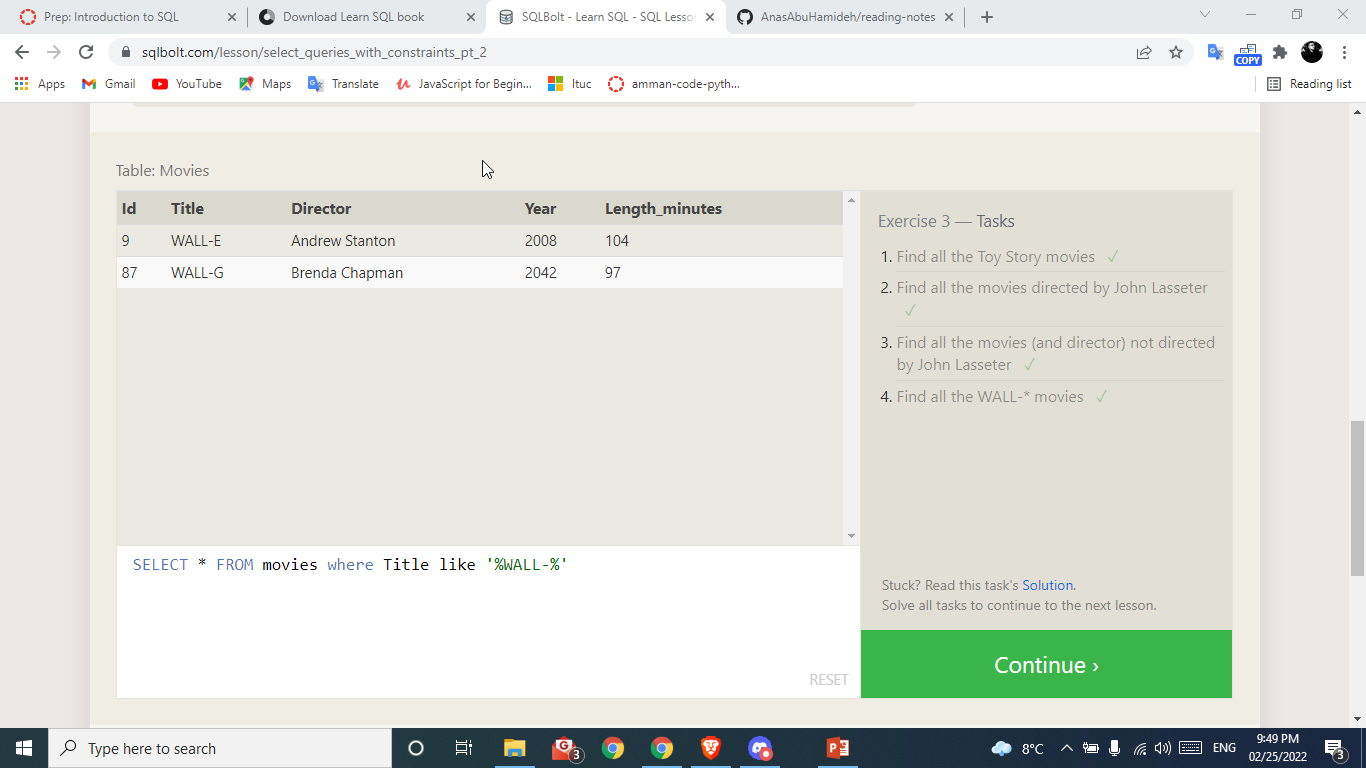 Prep: Introduction to SQL
Download Learn SQL book
SQLBolt - Learn SQL - SQL Lesso
AnasAbuHamideh/reading-notes
sqlbolt.com/lesson/select_queries_with_constraints_pt_2
COPY
Apps
Gmail
YouTube
Maps
Translate
JavaScript for Begin...
ltuc
amman-code-pyth...
Reading list
Table: Movies
Id Title Director Year Length_minutes
9 WALL-E Andrew Stanton 2008 104
87 WALL-G Brenda Chapman 2042 97
Exercise 3 — Tasks
1. Find all the Toy Story movies ✓
2. Find all the movies directed by John Lasseter
✓
3. Find all the movies (and director) not directed
by John Lasseter ✓
4. Find all the WALL-* movies ✓
SELECT * FROM movies where Title like '%WALL-%'
RESET
Stuck? Read this task's Solution.
Solve all tasks to continue to the next lesson.
Continue ›
Type here to search
3
8°C
ENG
9:49 PM
02/25/2022
3